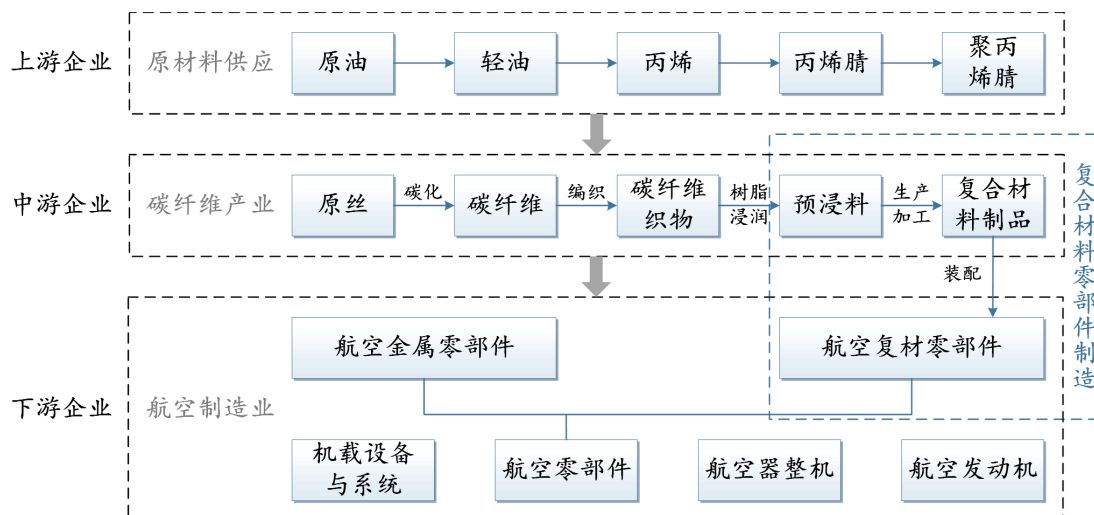 上游企业
原材料供应
原油
轻油
丙烯
丙烯腈
聚丙
烯腈
中游企业
碳纤维产业
原丝
碳化
碳纤维
编织
碳纤维
织物
树脂
浸润
预浸料
生产
加工
复合材
料制品
复合材料零部件制造
装配
下游企业
航空制造业
航空金属零部件
航空复材零部件
机载设备
与系统
航空零部件
航空器整机
航空发动机